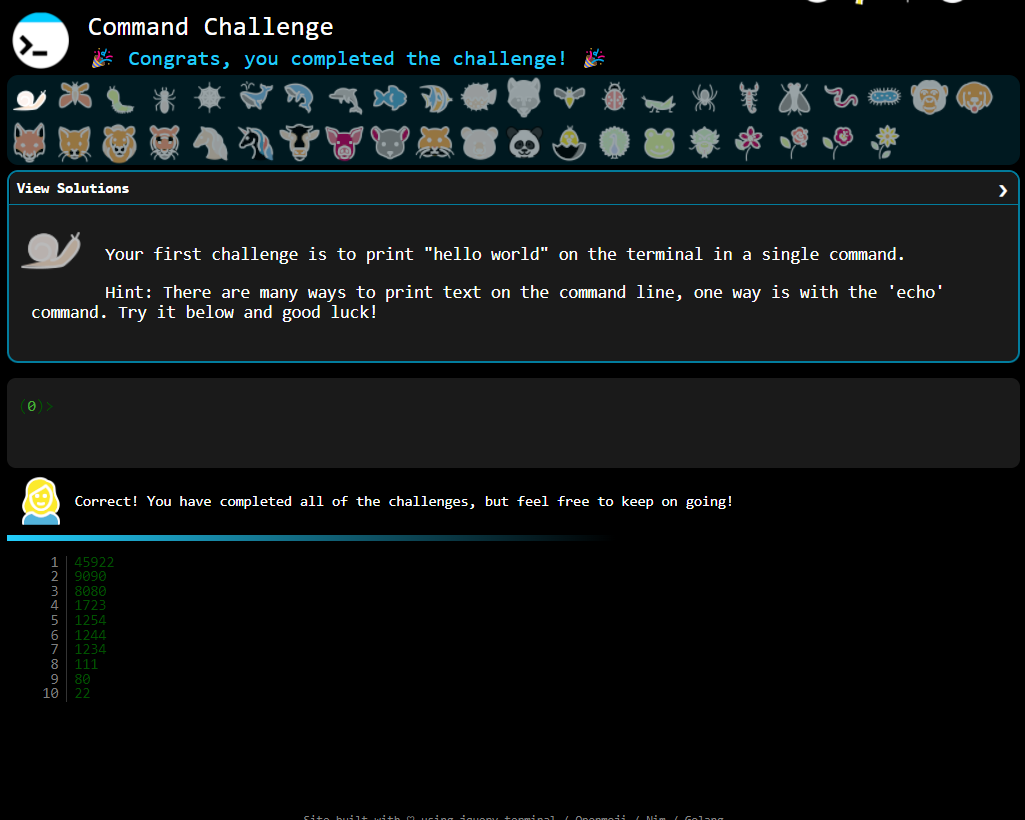 Command Challenge
🎉 Congrats, you completed the challenge! 🎉
View Solutions ❯
Your first challenge is to print "hello world" on the terminal in a single command.
Hint: There are many ways to print text on the command line, one way is with the 'echo'
command. Try it below and good luck!
(0)>
Correct! You have completed all of the challenges, but feel free to keep on going!
1 45922
2 9090
3 8080
4 1723
5 1254
6 1244
7 1234
8 111
9 80
10 22
Site built with ♡ using jquery.terminal / Openmoji / Nim / Golang